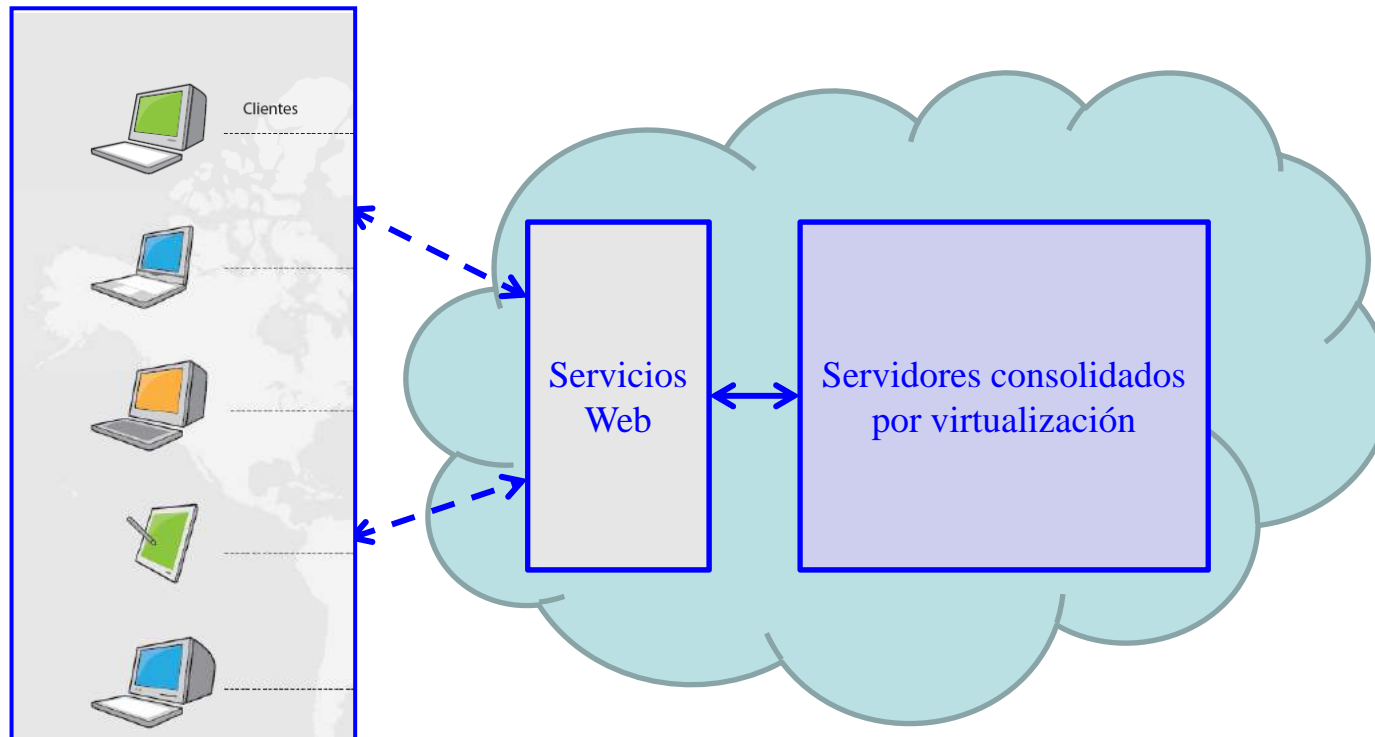 Clientes
Servicios
Web
Servidores consolidados
por virtualización